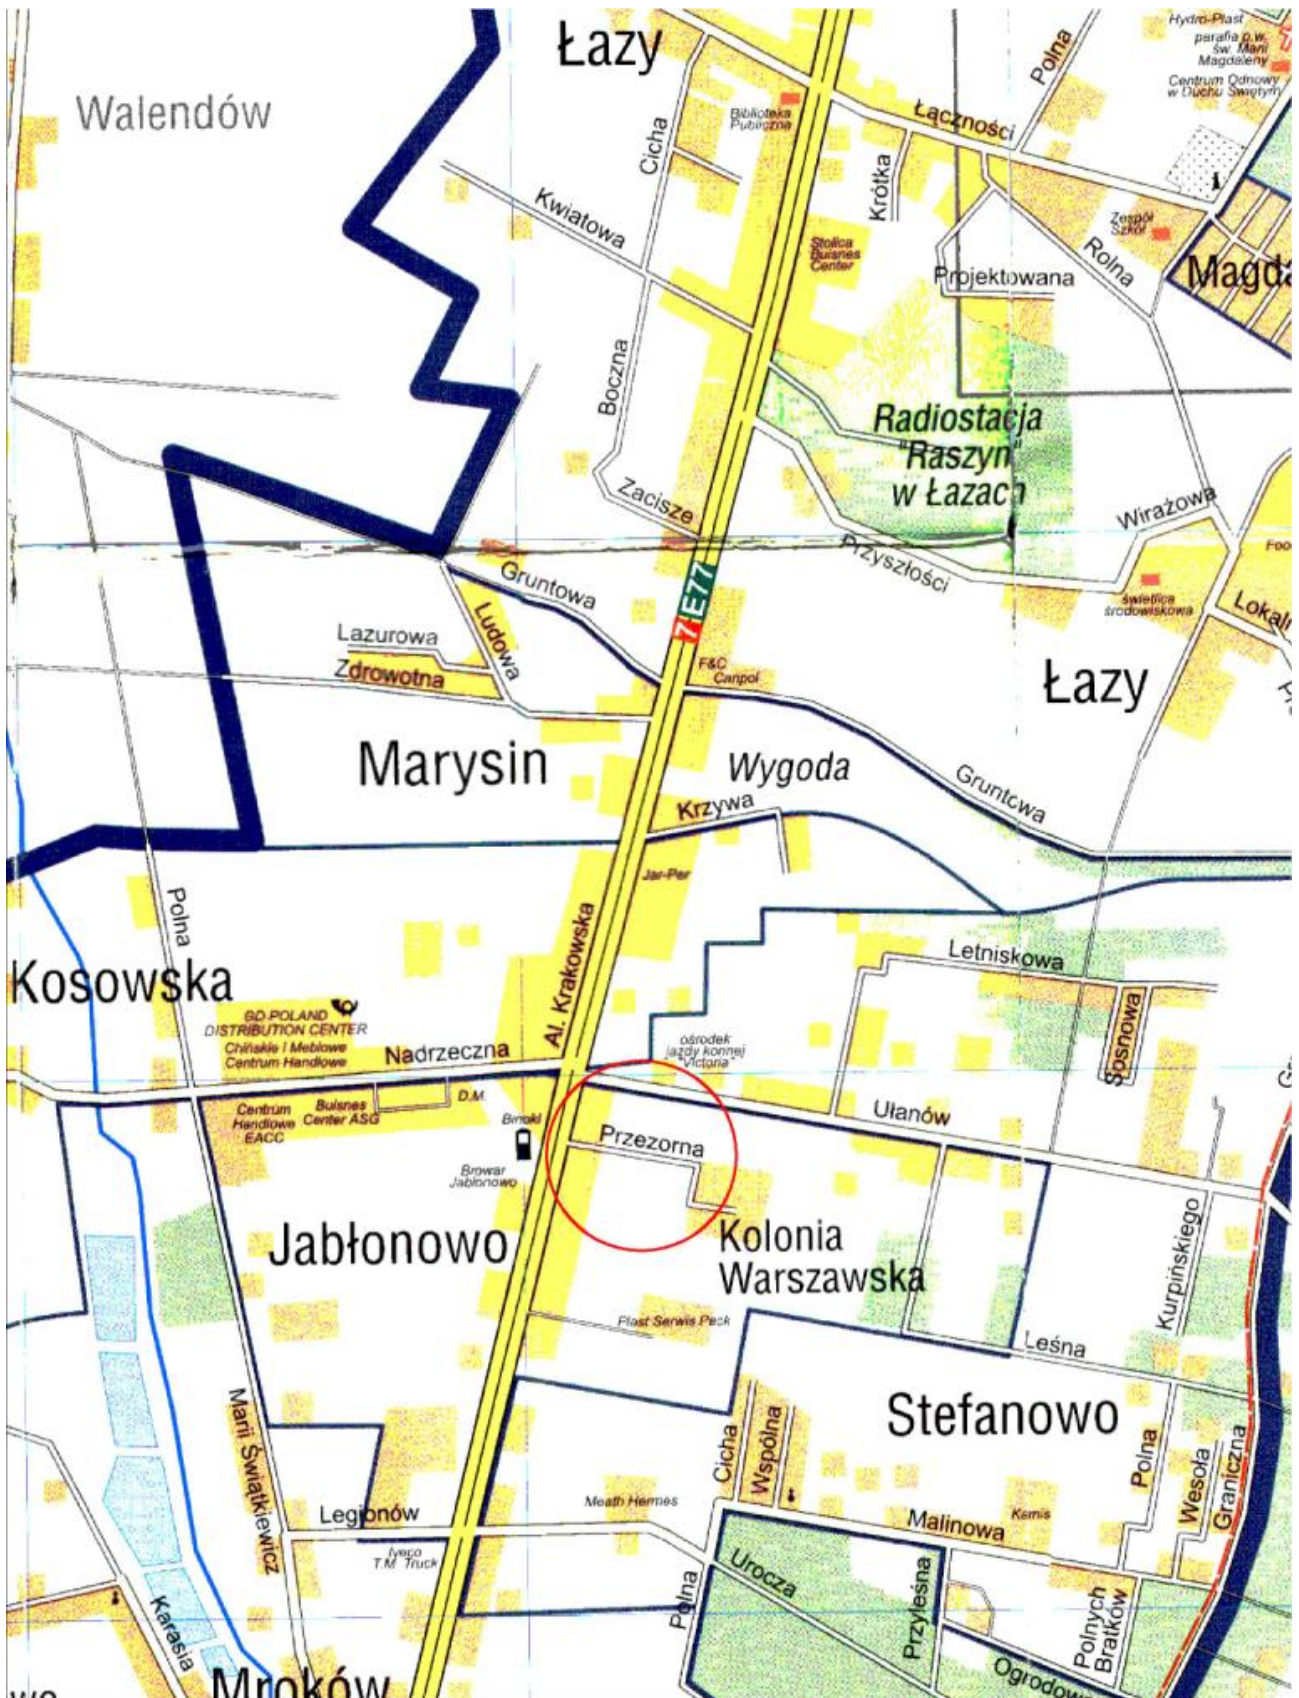 Łazy
Walendów
Hydro-Plast
parafia p.w.
św. Marii
Magdaleny
Centrum Odnowy
w Duchu Świętym
Polna
Biblioteka
Publiczna
Łączności
Cicha
Krótka
Kwiatowa
Zespół
Szkół
Stolica
Buisnes
Center
Rolna
Projektowana
Magda
Boczna
Radiostacja
"Raszyn"
w Łazach
Zacisze
Wirażowa
Przyszłości
Gruntowa
7 E77
świetlica
środowiskowa
Lokaln
Ludowa
Lazurowa
Zdrowotna
F&C
Canpol
Łazy
Marysin
Wygoda
Krzywa
Gruntowa
Jar-Per
Polna
Al. Krakowska
Letniskowa
Kosowska
Sosnowa
GD POLAND
DISTRIBUTION CENTER
Chińskie i Meblowe
Centrum Handlowe
Nadrzeczna
ośrodek
jazdy konnej
"Victoria"
D.M.
Centrum
Handlowe
EACC
Buisnes
Center ASG
Ułanów
Przezorna
Browar
Jabłonowo
Jabłonowo
Kolonia
Warszawska
Kurpińskiego
Plast Serwis Pack
Leśna
Stefanowo
Marii Świątkiewicz
Cicha
Wspólna
Polna
Wesoła
Graniczna
Legionów
Meath Hermes
Malinowa
Kamis
Iveco
T.M. Truck
Urocza
Polna
Przyleśna
Polnych
Bratków
Karasia
Ogrodowa
Mroków